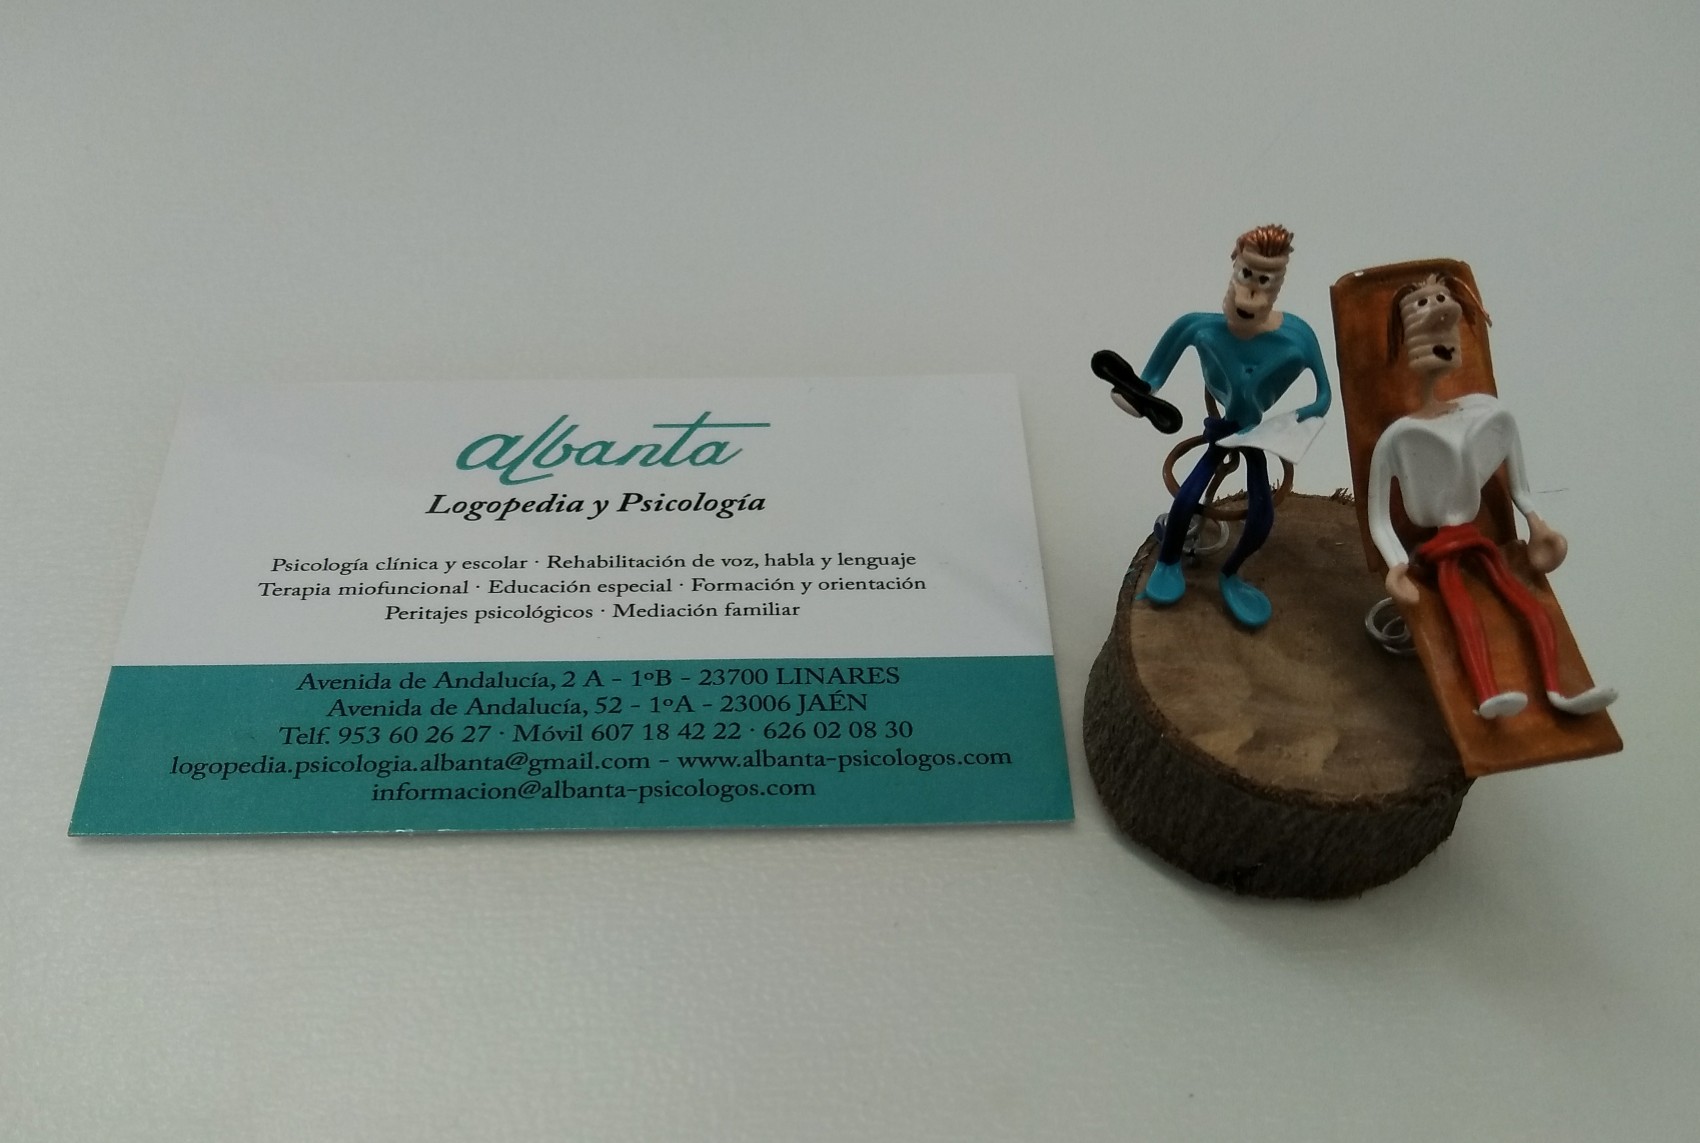 albanta
Logopedia y Psicología
Psicología clínica y escolar · Rehabilitación de voz, habla y lenguaje
Terapia miofuncional · Educación especial · Formación y orientación
Peritajes psicológicos · Mediación familiar
Avenida de Andalucía, 2 A - 1ºB - 23700 LINARES
Avenida de Andalucía, 52 - 1ºA - 23006 JAÉN
Telf. 953 60 26 27 · Móvil 607 18 42 22 · 626 02 08 30
logopedia.psicologia.albanta@gmail.com - www.albanta-psicologos.com
informacion@albanta-psicologos.com